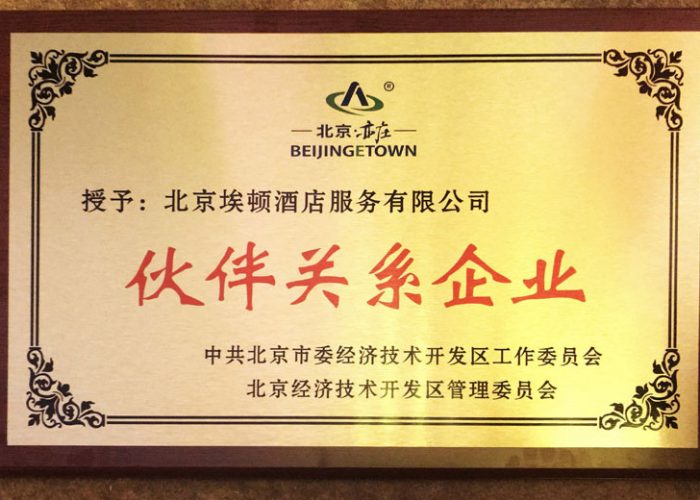 ®
—北京·亦庄—
BEIJINGETOWN
授予：北京埃顿酒店服务有限公司
伙伴关系企业
中共北京市委经济技术开发区工作委员会
北京经济技术开发区管理委员会